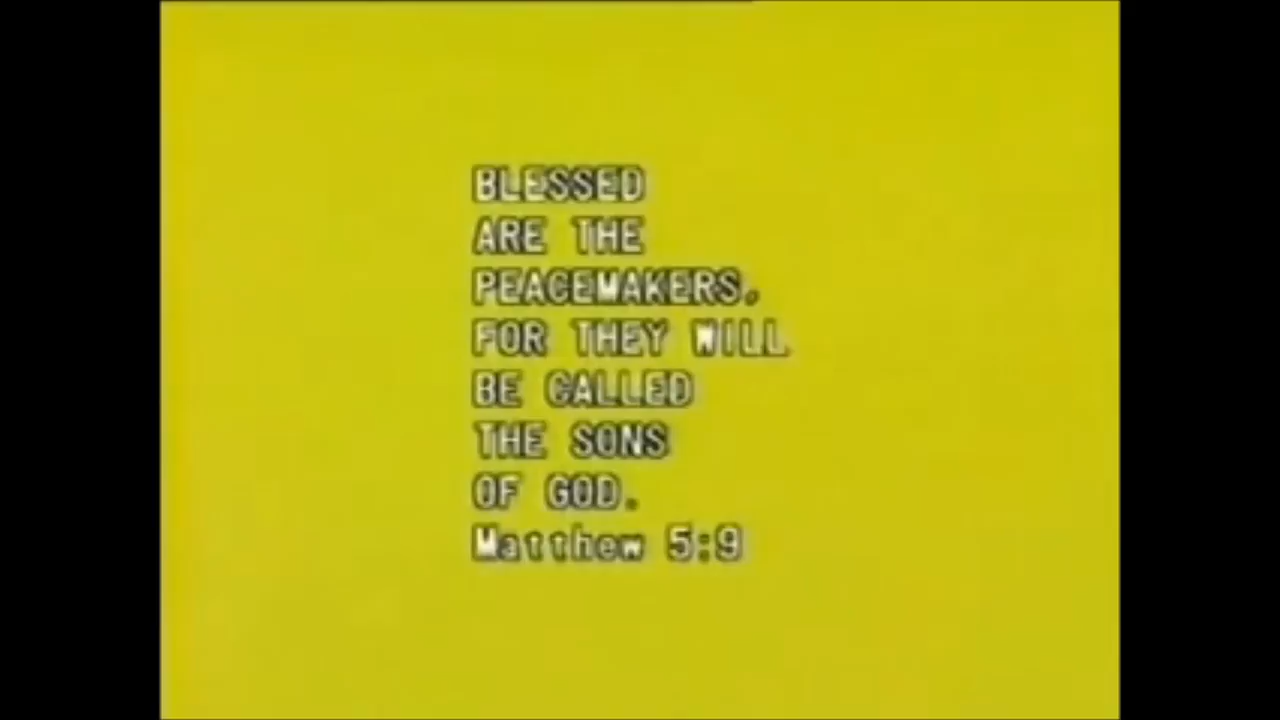 BLESSED
ARE THE
PEACEMAKERS,
FOR THEY WILL
BE CALLED
THE SONS
OF GOD.
Matthew 5:9